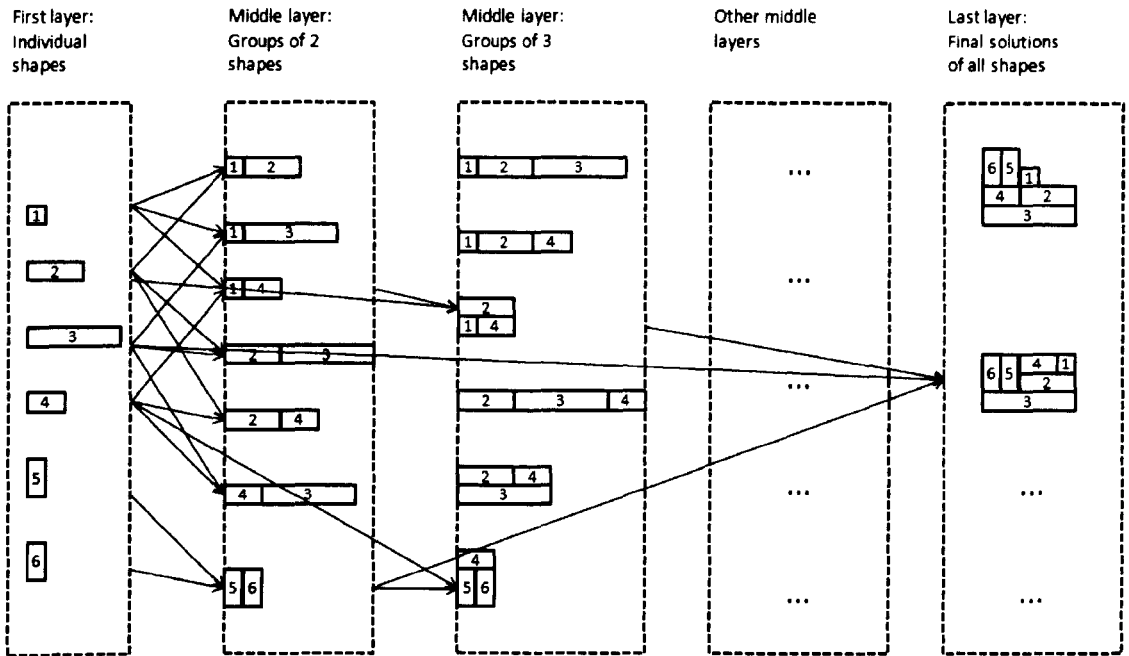 First layer:
Individual
shapes
Middle layer:
Groups of 2
shapes
Middle layer:
Groups of 3
shapes
Other middle
layers
Last layer:
Final solutions
of all shapes
1
2
3
4
5
6
1 2
1 3
1 4
2 3
2 4
4 3
5 6
1 2 3
1 2 4
2
1 4
2 3 4
2 4
3
4
5 6
...
...
...
...
...
6 5
1
4 2
3
6 5 4 1
2
3
...
...